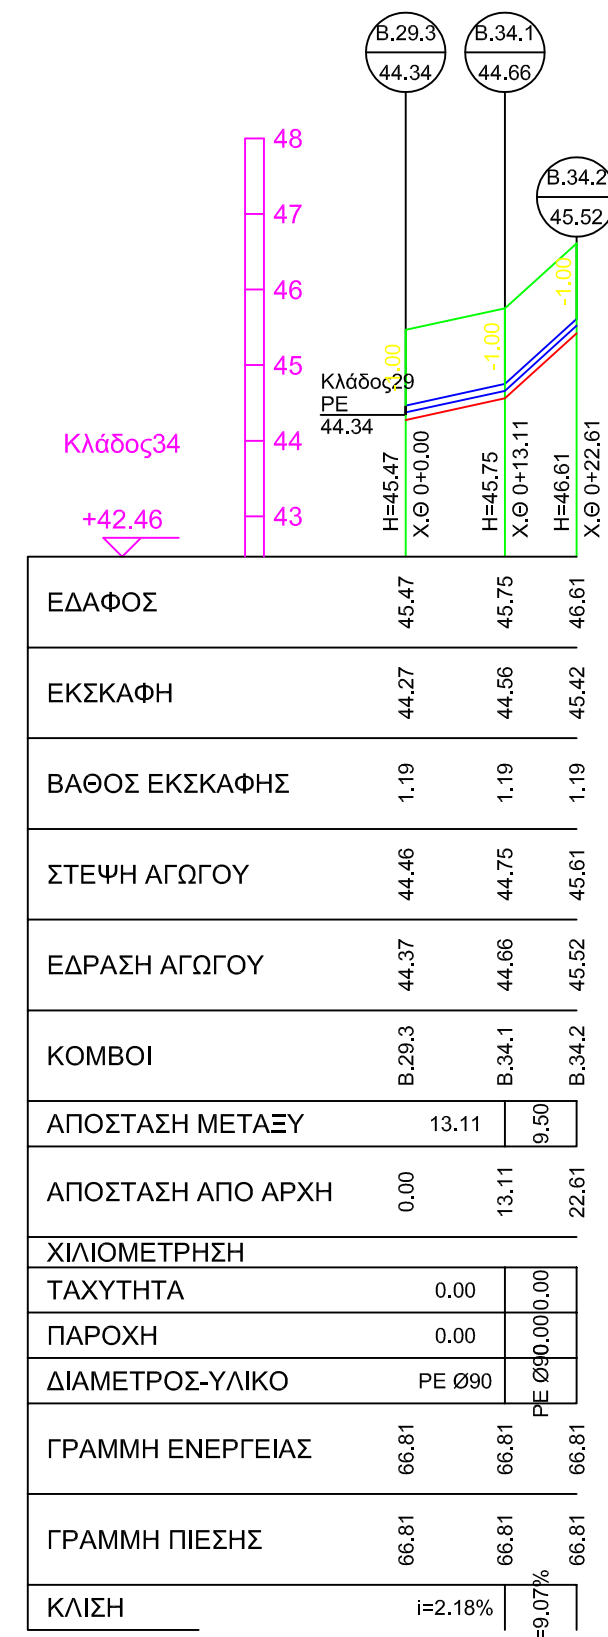 B.29.3
44.34
B.34.1
44.66
B.34.2
45.52
48
47
46
45
44
43
Κλάδος34
+42.46
Κλάδος29
PE
44.34
-1.00
-1.00
H=45.47
Χ.Θ 0+0.00
H=45.75
Χ.Θ 0+13.11
H=46.61
Χ.Θ 0+22.61
ΕΔΑΦΟΣ 45.47 45.75 46.61
ΕΚΣΚΑΦΗ 44.27 44.56 45.42
ΒΑΘΟΣ ΕΚΣΚΑΦΗΣ 1.19 1.19 1.19
ΣΤΕΨΗ ΑΓΩΓΟΥ 44.46 44.75 45.61
ΕΔΡΑΣΗ ΑΓΩΓΟΥ 44.37 44.66 45.52
ΚΟΜΒΟΙ B.29.3 B.34.1 B.34.2
ΑΠΟΣΤΑΣΗ ΜΕΤΑΞΥ 13.11 9.50
ΑΠΟΣΤΑΣΗ ΑΠΟ ΑΡΧΗ 0.00 13.11 22.61
ΧΙΛΙΟΜΕΤΡΗΣΗ
ΤΑΧΥΤΗΤΑ 0.00 0.00
ΠΑΡΟΧΗ 0.00
ΔΙΑΜΕΤΡΟΣ-ΥΛΙΚΟ PE Ø90 PE Ø90
ΓΡΑΜΜΗ ΕΝΕΡΓΕΙΑΣ 66.81 66.81 66.81
ΓΡΑΜΜΗ ΠΙΕΣΗΣ 66.81 66.81 66.81
ΚΛΙΣΗ i=2.18% =9.07%